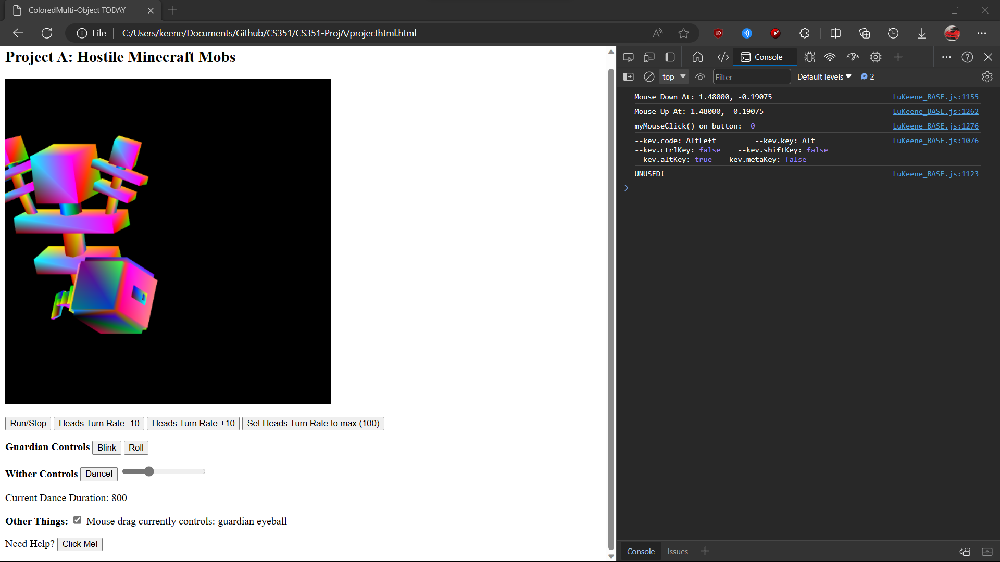 ColoredMulti-Object TODAY
File C:/Users/keene/Documents/Github/CS351/CS351-ProjA/projecthtml.html
Project A: Hostile Minecraft Mobs
Run/Stop Heads Turn Rate -10 Heads Turn Rate +10 Set Heads Turn Rate to max (100)
Guardian Controls Blink Roll
Wither Controls Dance!
Current Dance Duration: 800
Other Things: Mouse drag currently controls: guardian eyeball
Need Help? Click Me!
Console
top Filter Default levels 2
Mouse Down At: 1.48000, -0.19075 LuKeene_BASE.js:1155
Mouse Up At: 1.48000, -0.19075 LuKeene_BASE.js:1262
myMouseClick() on button: 0 LuKeene_BASE.js:1276
--kev.code: AltLeft --kev.key: Alt LuKeene_BASE.js:1076
--kev.ctrlKey: false --kev.shiftKey: false
--kev.altKey: true --kev.metaKey: false
UNUSED! LuKeene_BASE.js:1123
Console Issues